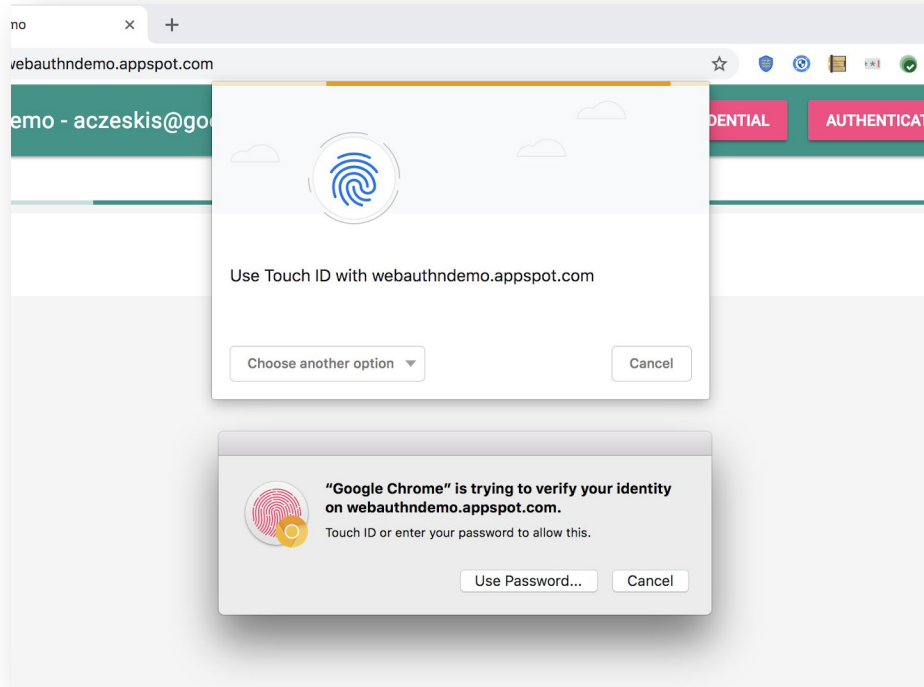 mo
webauthndemo.appspot.com
emo - aczeskis@go
DENTIAL
AUTHENTICAT
Use Touch ID with webauthndemo.appspot.com
Choose another option
Cancel
“Google Chrome” is trying to verify your identity
on webauthndemo.appspot.com.
Touch ID or enter your password to allow this.
Use Password...
Cancel